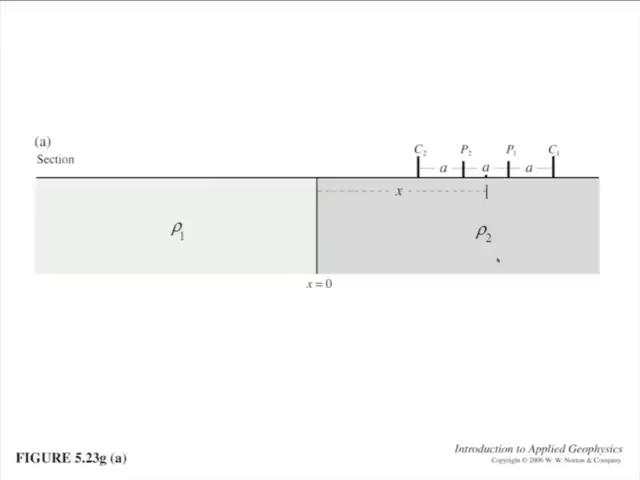 (a)
Section
C₂ P₂ P₁ C₁
a a a
x
ρ₁ ρ₂
x = 0
FIGURE 5.23g (a)
Introduction to Applied Geophysics
Copyright © 2006 W. W. Norton & Company